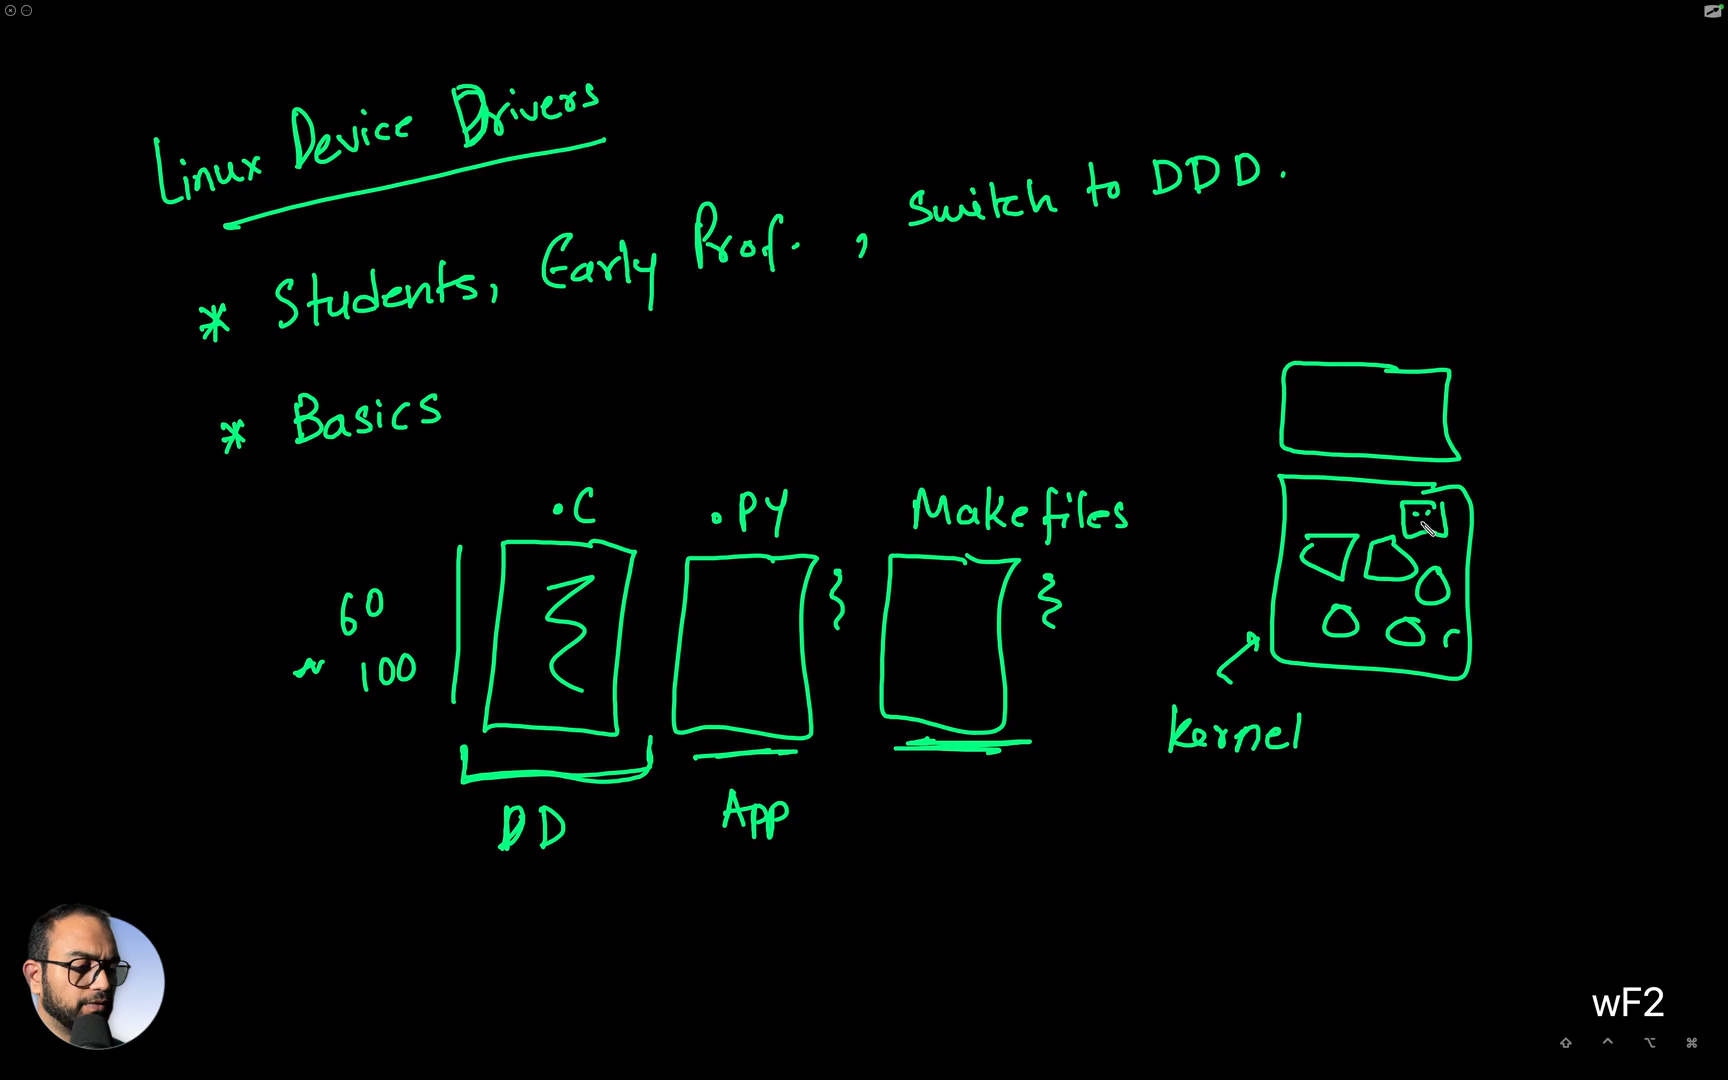 Linux Device Drivers
* Students, Early Prof. , Switch to DDD.
* Basics
.C .PY Makefiles
60
~ 100
DD App
kernel
wF2